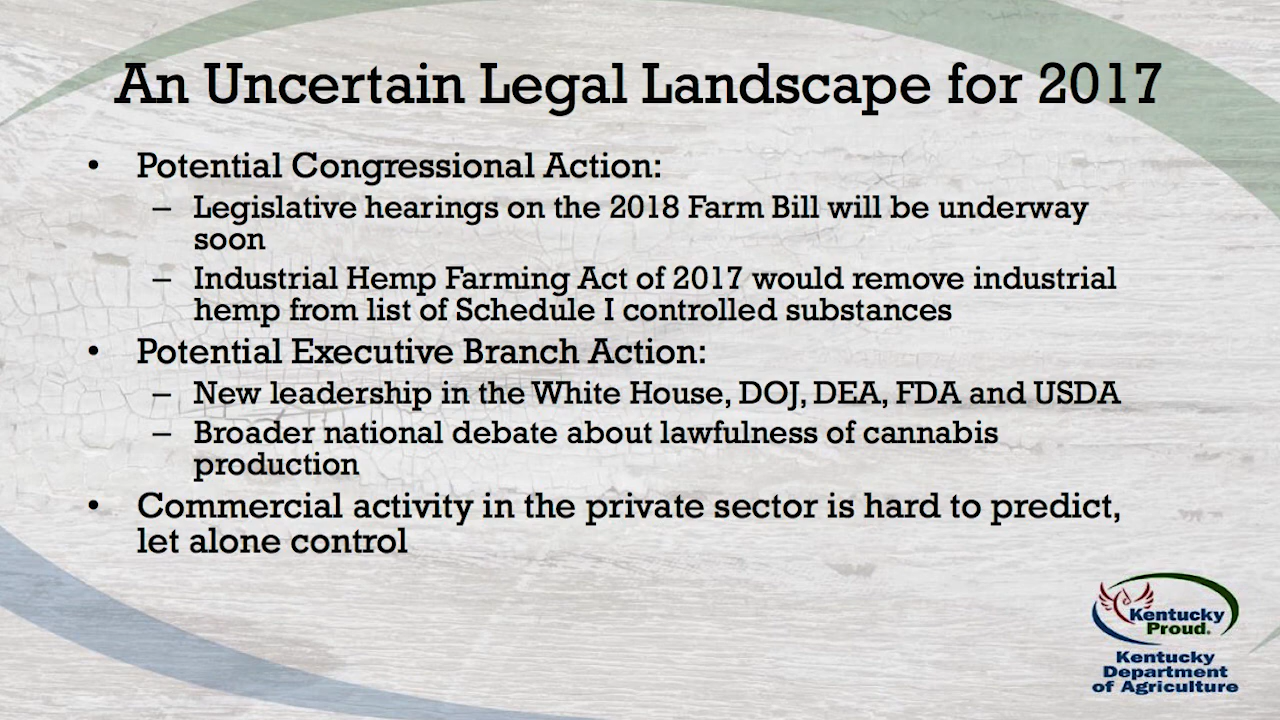 An Uncertain Legal Landscape for 2017
• Potential Congressional Action:
– Legislative hearings on the 2018 Farm Bill will be underway
soon
– Industrial Hemp Farming Act of 2017 would remove industrial
hemp from list of Schedule I controlled substances
• Potential Executive Branch Action:
– New leadership in the White House, DOJ, DEA, FDA and USDA
– Broader national debate about lawfulness of cannabis
production
• Commercial activity in the private sector is hard to predict,
let alone control
Kentucky
Proud.
Kentucky
Department
of Agriculture